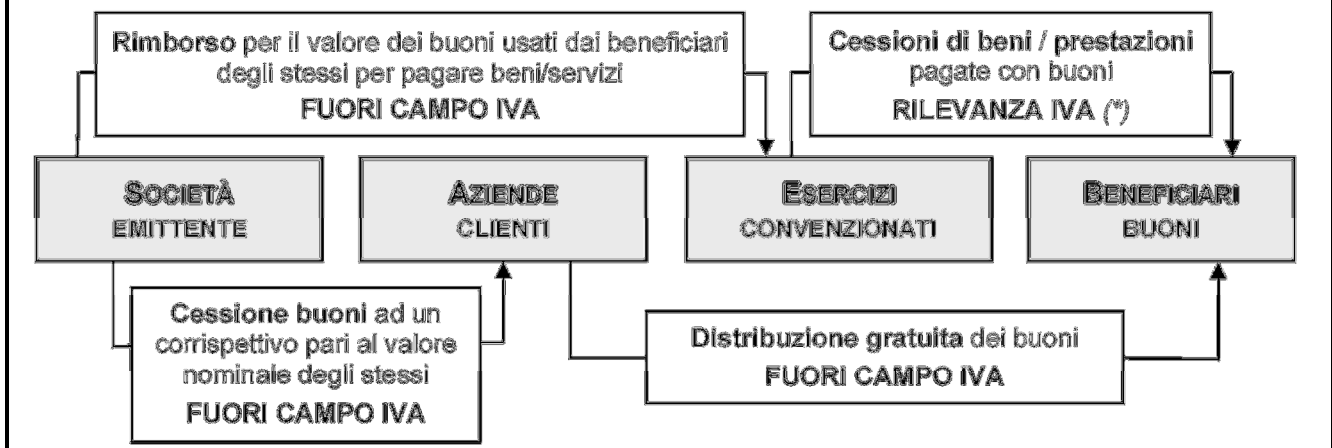 Rimborso per il valore dei buoni usati dai beneficiari
degli stessi per pagare beni/servizi
FUORI CAMPO IVA
Cessioni di beni / prestazioni
pagate con buoni
RILEVANZA IVA (*)
SOCIETÀ
EMITTENTE
AZIENDE
CLIENTI
ESERCIZI
CONVENZIONATI
BENEFICIARI
BUONI
Cessione buoni ad un
corrispettivo pari al valore
nominale degli stessi
FUORI CAMPO IVA
Distribuzione gratuita dei buoni
FUORI CAMPO IVA